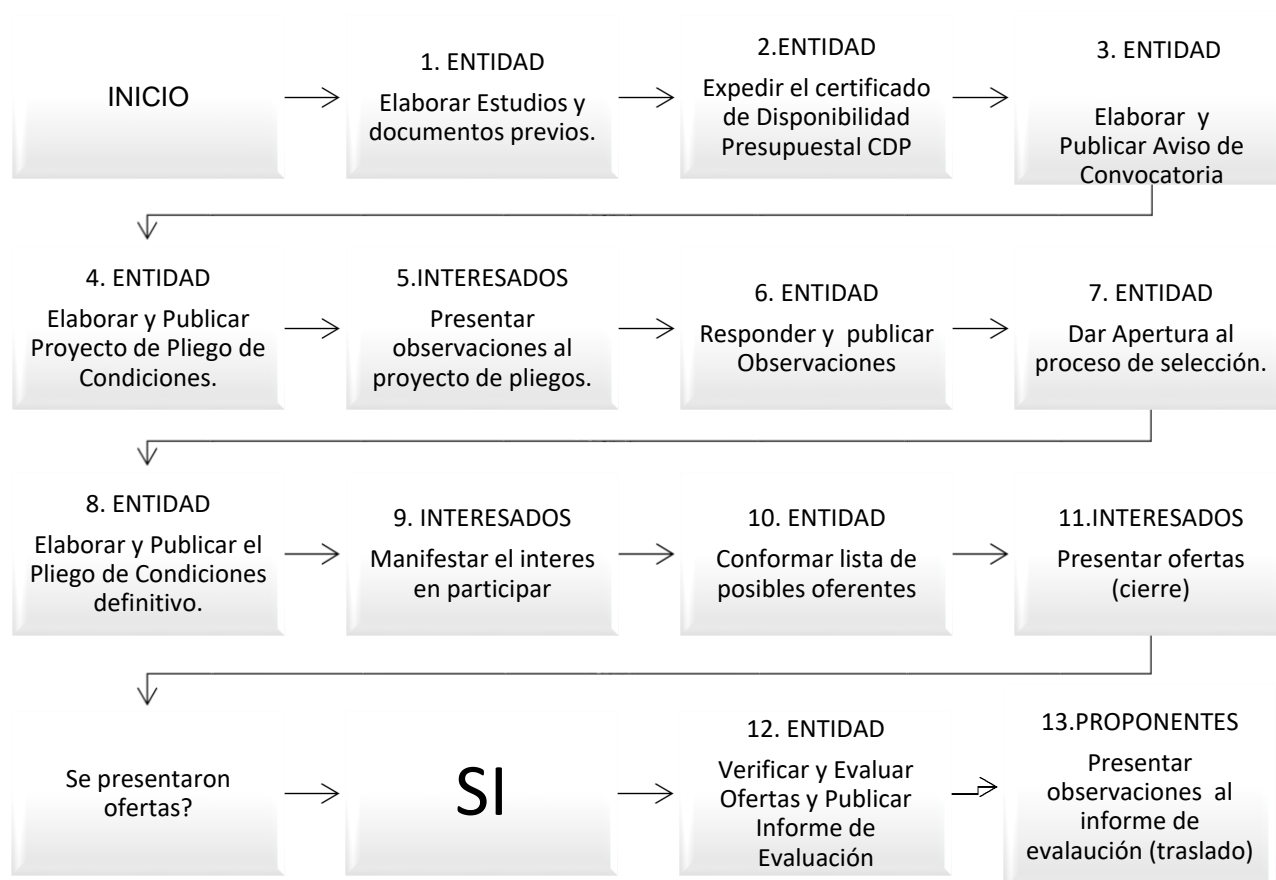 INICIO
1. ENTIDAD
Elaborar Estudios y
documentos previos.
2.ENTIDAD
Expedir el certificado
de Disponibilidad
Presupuestal CDP
3. ENTIDAD
Elaborar y
Publicar Aviso de
Convocatoria
4. ENTIDAD
Elaborar y Publicar
Proyecto de Pliego de
Condiciones.
5.INTERESADOS
Presentar
observaciones al
proyecto de pliegos.
6. ENTIDAD
Responder y publicar
Observaciones
7. ENTIDAD
Dar Apertura al
proceso de selección.
8. ENTIDAD
Elaborar y Publicar el
Pliego de Condiciones
definitivo.
9. INTERESADOS
Manifestar el interes
en participar
10. ENTIDAD
Conformar lista de
posibles oferentes
11.INTERESADOS
Presentar ofertas
(cierre)
Se presentaron
ofertas?
SI
12. ENTIDAD
Verificar y Evaluar
Ofertas y Publicar
Informe de
Evaluación
13.PROPONENTES
Presentar
observaciones al
informe de
evalaución (traslado)